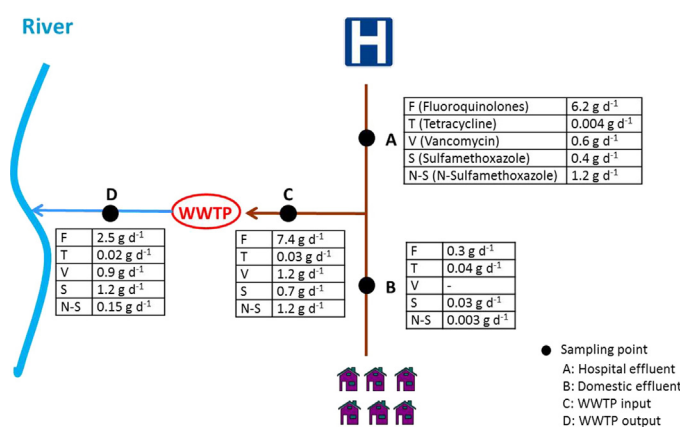 River
H
F (Fluoroquinolones) 6.2 g d⁻¹
T (Tetracycline) 0.004 g d⁻¹
V (Vancomycin) 0.6 g d⁻¹
S (Sulfamethoxazole) 0.4 g d⁻¹
N-S (N-Sulfamethoxazole) 1.2 g d⁻¹
A
D
WWTP
C
F 2.5 g d⁻¹
T 0.02 g d⁻¹
V 0.9 g d⁻¹
S 1.2 g d⁻¹
N-S 0.15 g d⁻¹
F 7.4 g d⁻¹
T 0.03 g d⁻¹
V 1.2 g d⁻¹
S 0.7 g d⁻¹
N-S 1.2 g d⁻¹
B
F 0.3 g d⁻¹
T 0.04 g d⁻¹
V -
S 0.03 g d⁻¹
N-S 0.003 g d⁻¹
Sampling point
A: Hospital effluent
B: Domestic effluent
C: WWTP input
D: WWTP output